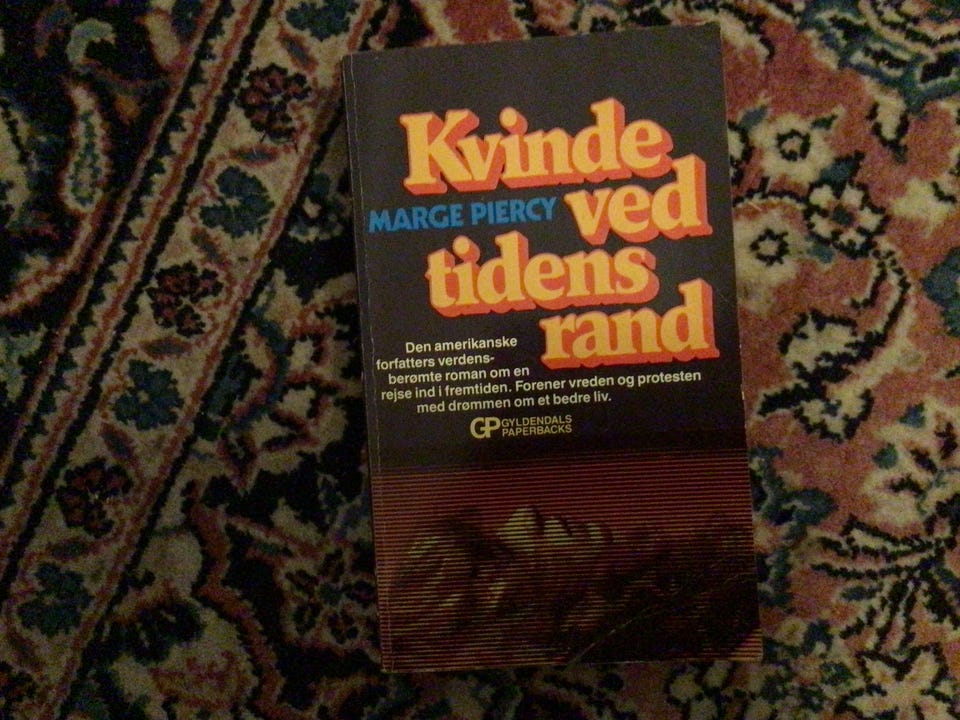 Kvinde
MARGE PIERCY ved
tidens
rand
Den amerikanske
forfatters verdens-
berømte roman om en
rejse ind i fremtiden. Forener vreden og protesten
med drømmen om et bedre liv.
GP GYLDENDALS
PAPERBACKS